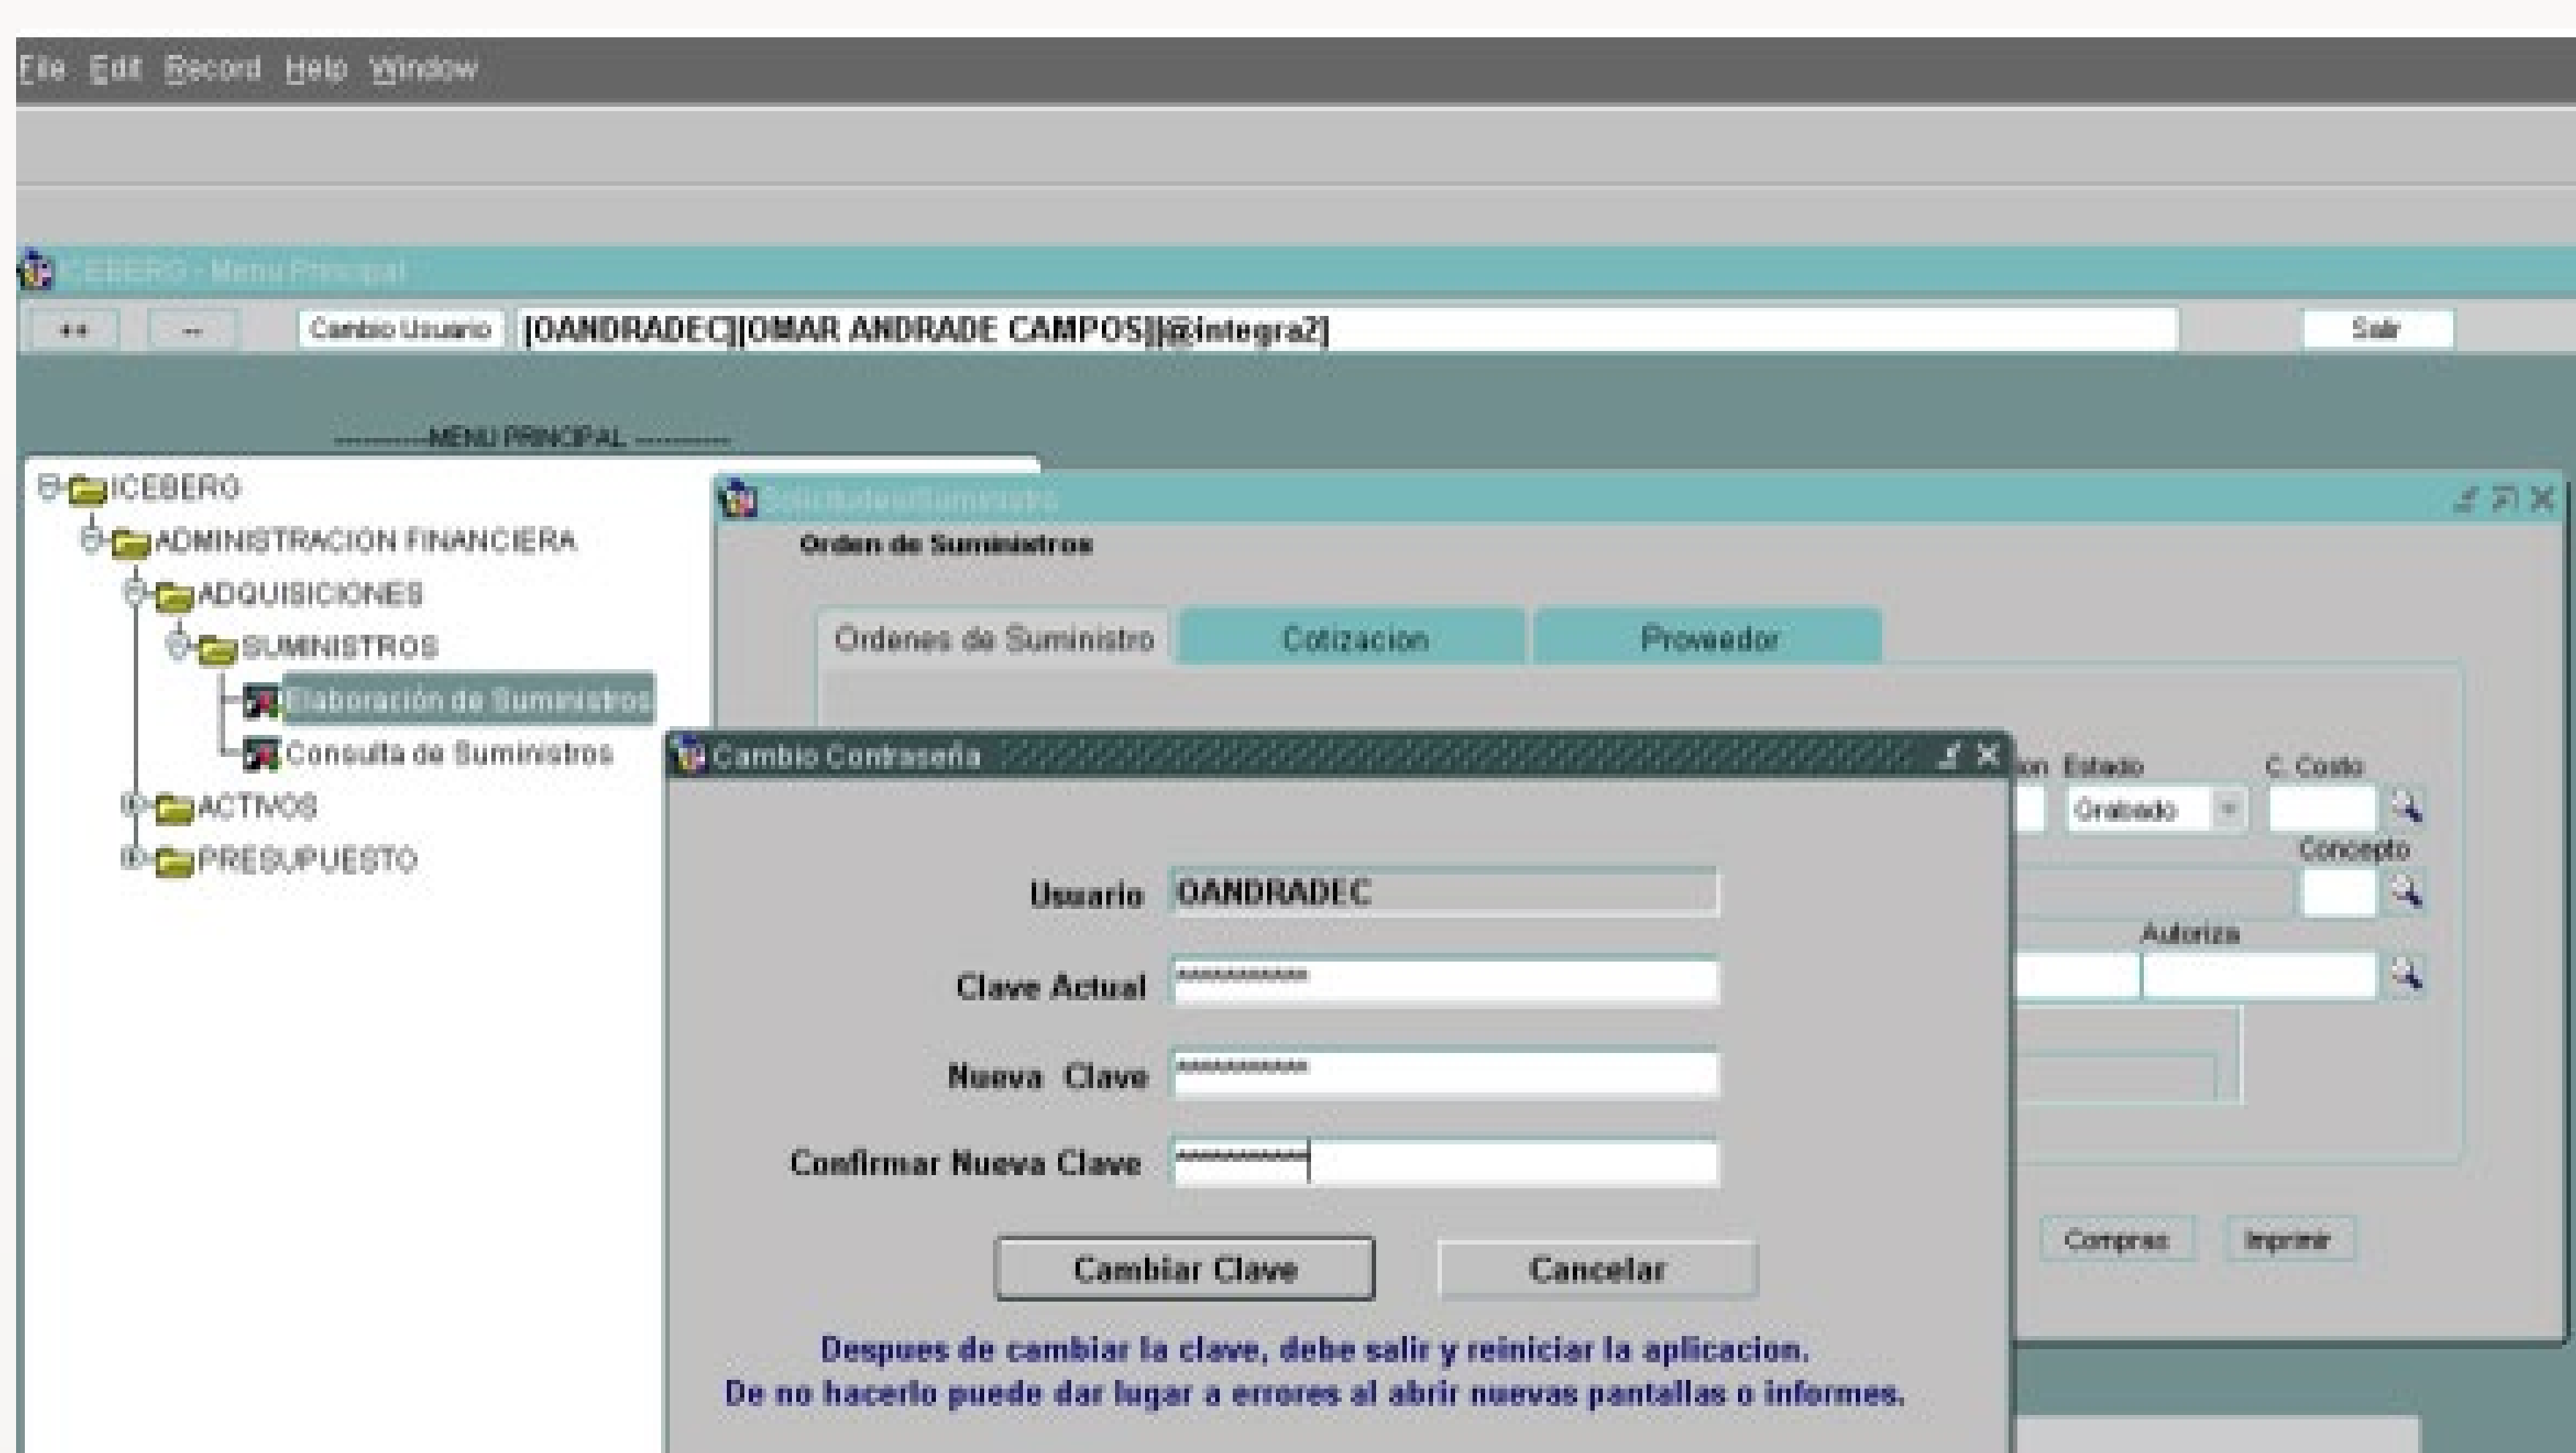 File Edit Record Help Window
ICEBERG - Menu Principal
++ -- Cambio Usuario [OANDRADEC][OMAR ANDRADE CAMPOS][@integra2] Salir
----------MENU PRINCIPAL ----------
ICEBERG
ADMINISTRACION FINANCIERA
ADQUISICIONES
SUMINISTROS
Elaboración de Suministros
Consulta de Suministros
ACTIVOS
PRESUPUESTO
Orden de Suministros
Ordenes de Suministro Cotizacion Proveedor
Estado C. Costo
Grabado
Concepto
Autoriza
Compras Imprimir
Cambio Contraseña
Usuario OANDRADEC
Clave Actual ***********
Nueva Clave ***********
Confirmar Nueva Clave ***********
Cambiar Clave Cancelar
Despues de cambiar la clave, debe salir y reiniciar la aplicacion.
De no hacerlo puede dar lugar a errores al abrir nuevas pantallas o informes.